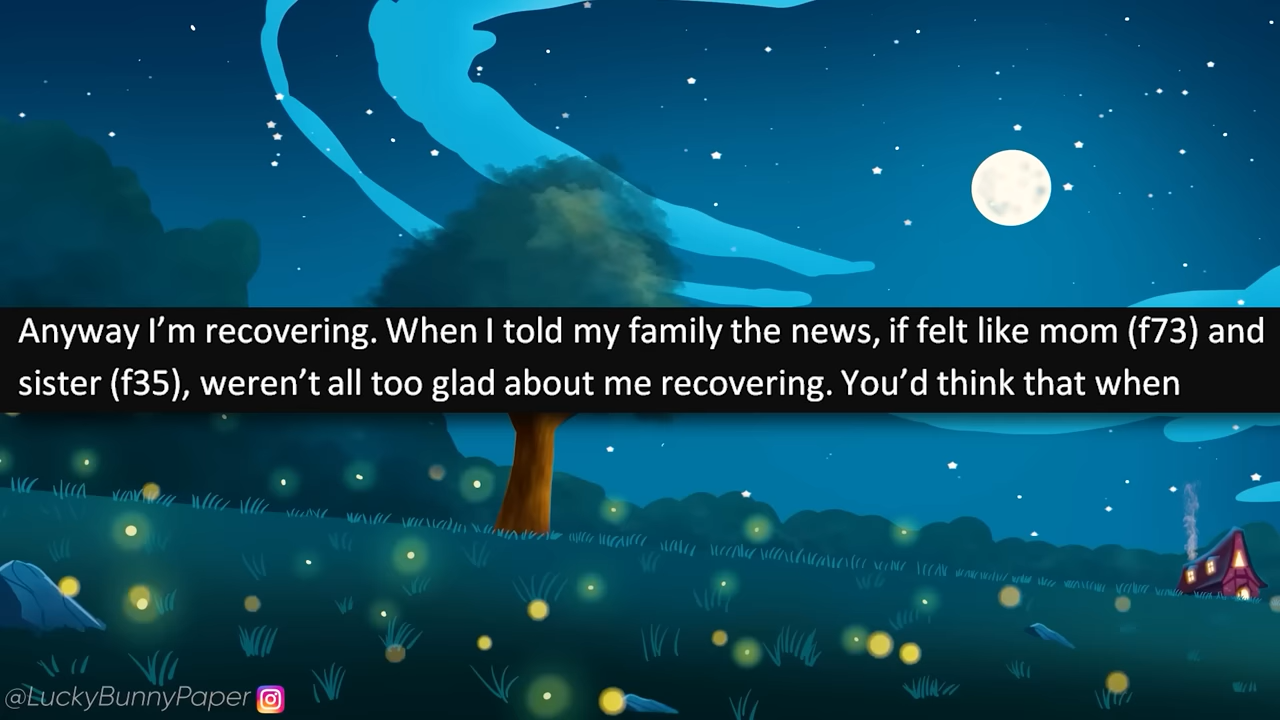 Anyway I’m recovering. When I told my family the news, if felt like mom (f73) and
sister (f35), weren’t all too glad about me recovering. You’d think that when
@LuckyBunnyPaper